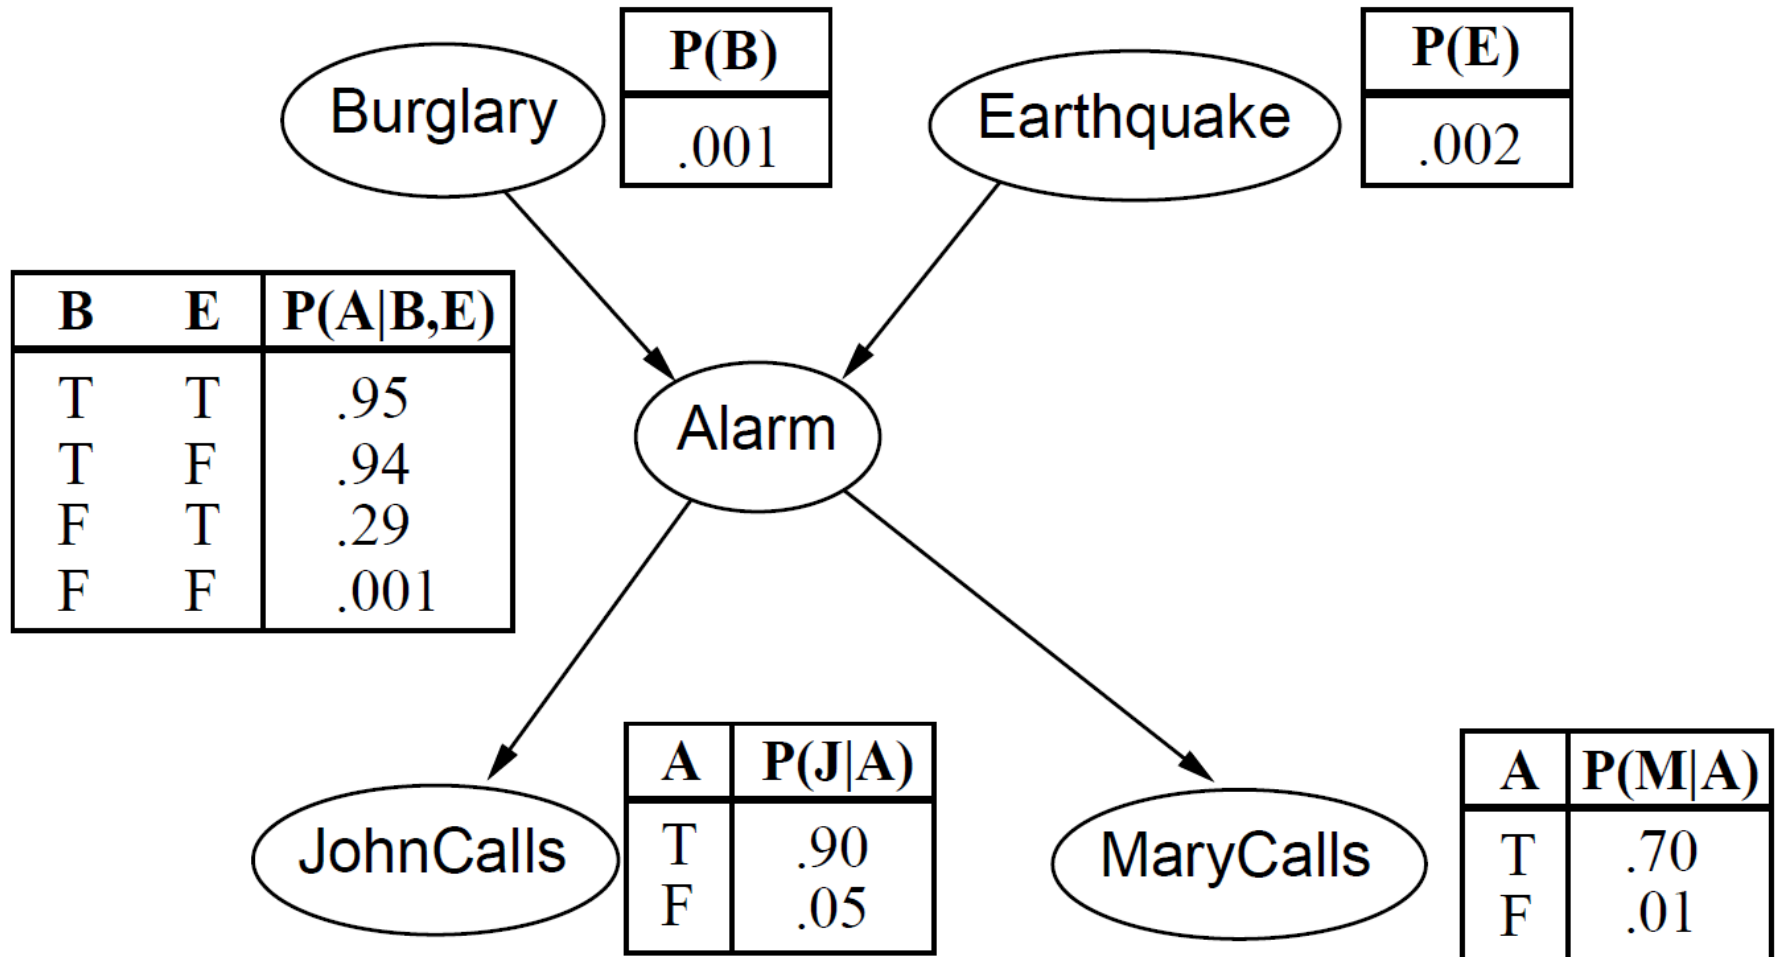 Burglary
P(B)
.001
Earthquake
P(E)
.002
B E P(A|B,E)
T T .95
T F .94
F T .29
F F .001
Alarm
JohnCalls
A P(J|A)
T .90
F .05
MaryCalls
A P(M|A)
T .70
F .01